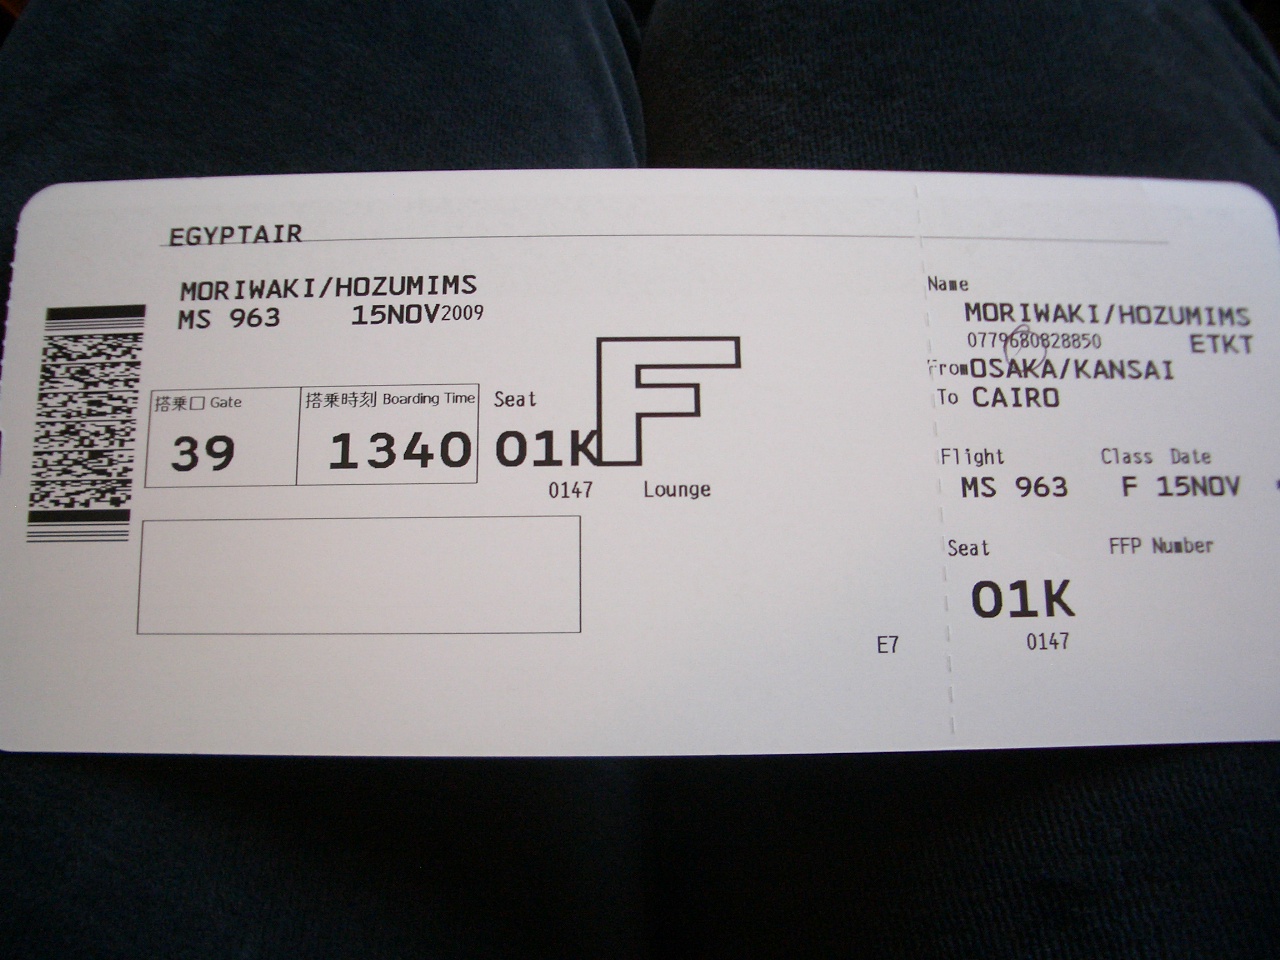 EGYPTAIR
MORIWAKI/HOZUMIMS
MS 963 15NOV2009
搭乗口 Gate
39
搭乗時刻 Boarding Time
1340
Seat
01K
F
0147 Lounge
E7
Name
MORIWAKI/HOZUMIMS
0779680828850 ETKT
From OSAKA/KANSAI
To CAIRO
Flight Class Date
MS 963 F 15NOV
Seat FFP Number
01K
0147